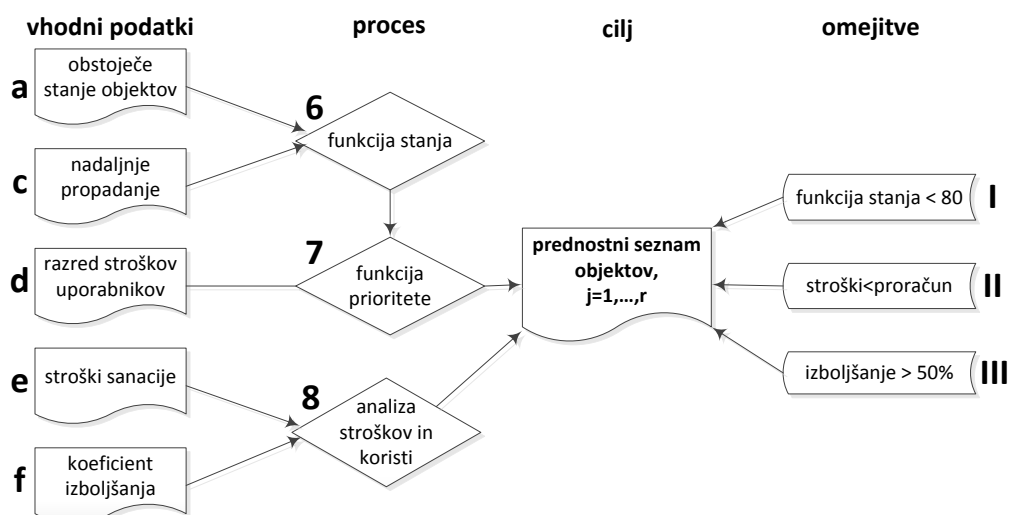 vhodni podatki
proces
cilj
omejitve
a
obstoječe
stanje objektov
c
nadaljnje
propadanje
d
razred stroškov
uporabnikov
e
stroški sanacije
f
koeficient
izboljšanja
6
funkcija stanja
7
funkcija
prioritete
8
analiza
stroškov in
koristi
prednostni seznam
objektov,
j=1,...,r
funkcija stanja < 80
I
stroški<proračun
II
izboljšanje > 50%
III